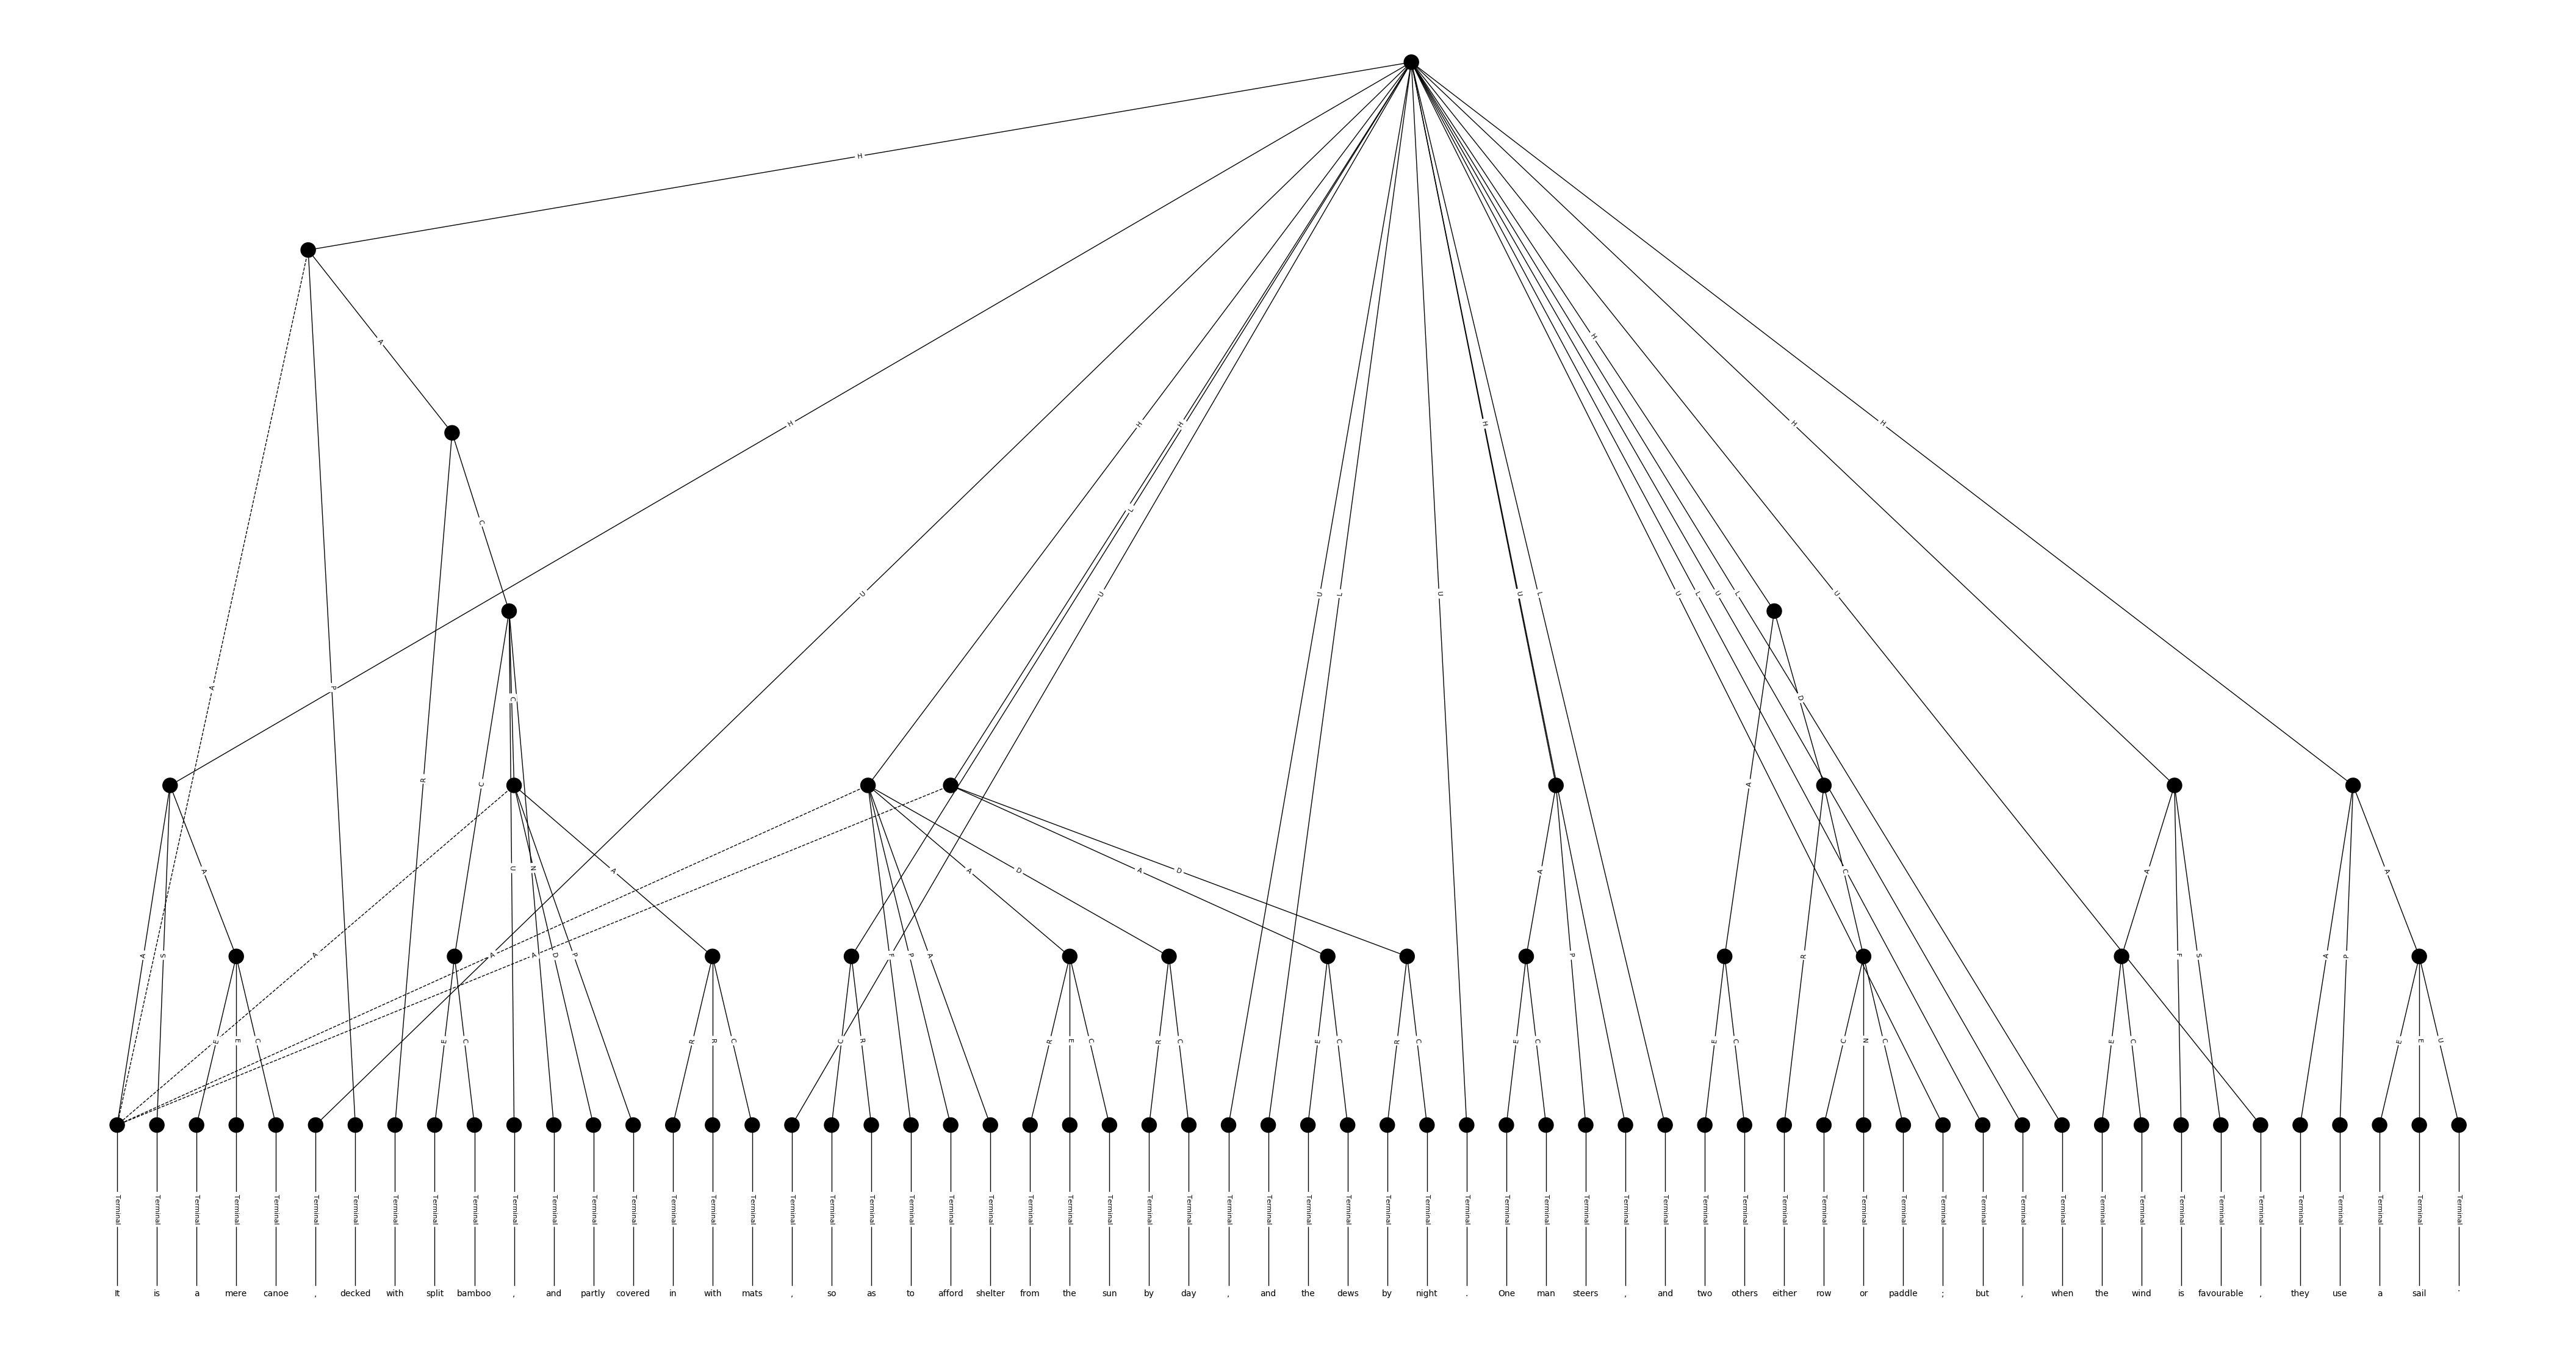 H
H
A
H
H
H
H
H
H
C
L
U
U
U
L
U
U
L
U
L
U
L
U
A
P
C
D
R
C
A
A
S
A
U
N
A
A
D
A
D
A
C
A
A
A
A
A
D
P
A
F
P
A
P
R
F
S
A
P
E
E
C
E
C
R
R
C
C
R
R
E
C
R
C
E
C
R
C
E
C
E
C
C
N
C
E
C
E
E
U
Terminal Terminal Terminal Terminal Terminal Terminal Terminal Terminal Terminal Terminal Terminal Terminal Terminal Terminal Terminal Terminal Terminal Terminal Terminal Terminal Terminal Terminal Terminal Terminal Terminal Terminal Terminal Terminal Terminal Terminal Terminal Terminal Terminal Terminal Terminal Terminal Terminal Terminal Terminal Terminal Terminal Terminal Terminal Terminal Terminal Terminal Terminal Terminal Terminal Terminal Terminal Terminal Terminal Terminal Terminal Terminal Terminal Terminal Terminal Terminal
It is a mere canoe , decked with split bamboo , and partly covered in with mats , so as to afford shelter from the sun by day , and the dews by night . One man steers , and two others either row or paddle ; but , when the wind is favourable , they use a sail .